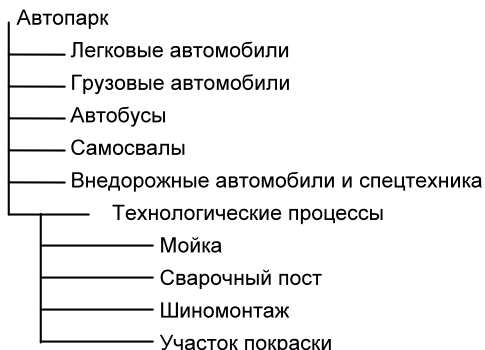 Автопарк
Легковые автомобили
Грузовые автомобили
Автобусы
Самосвалы
Внедорожные автомобили и спецтехника
Технологические процессы
Мойка
Сварочный пост
Шиномонтаж
Участок покраски